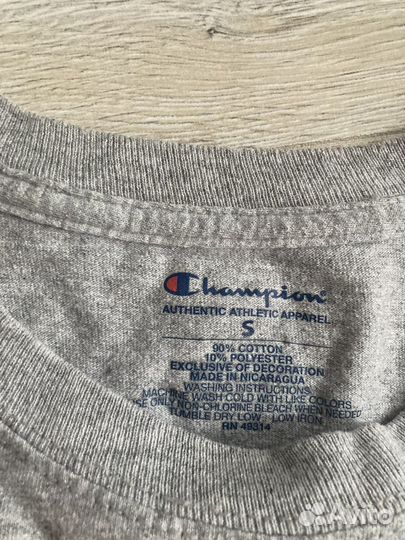 Champion
AUTHENTIC ATHLETIC APPAREL
S
90% COTTON
10% POLYESTER
EXCLUSIVE OF DECORATION
MADE IN NICARAGUA
WASHING INSTRUCTIONS
MACHINE WASH COLD WITH LIKE COLORS
ONLY NON-CHLORINE BLEACH WHEN NEEDED
TUMBLE DRY LOW LOW IRON
RN 49314
Avito